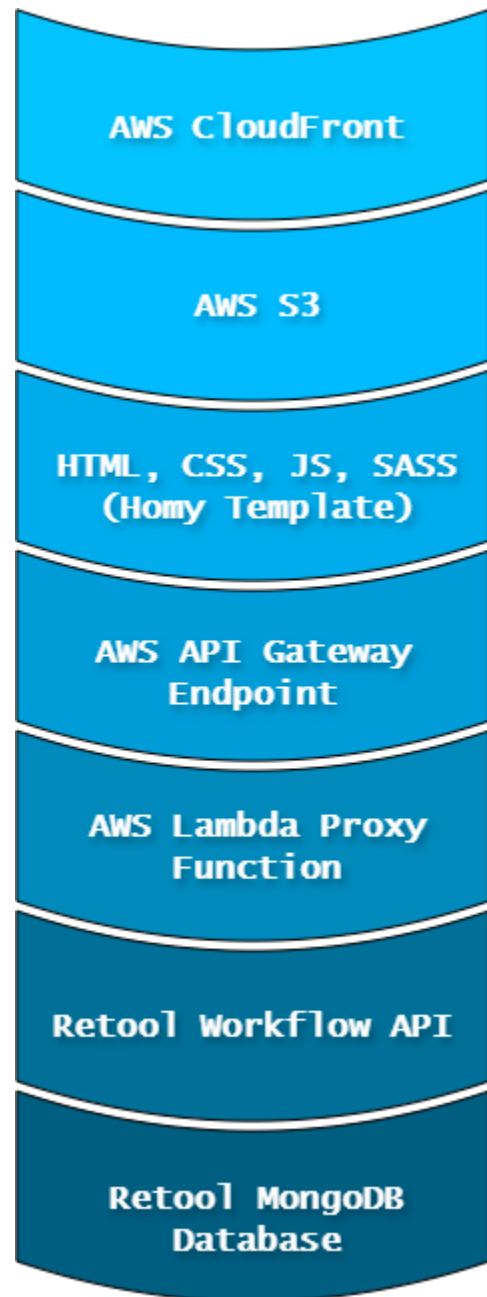 AWS CloudFront
AWS S3
HTML, CSS, JS, SASS
(Homy Template)
AWS API Gateway
Endpoint
AWS Lambda Proxy
Function
Retool Workflow API
Retool MongoDB
Database